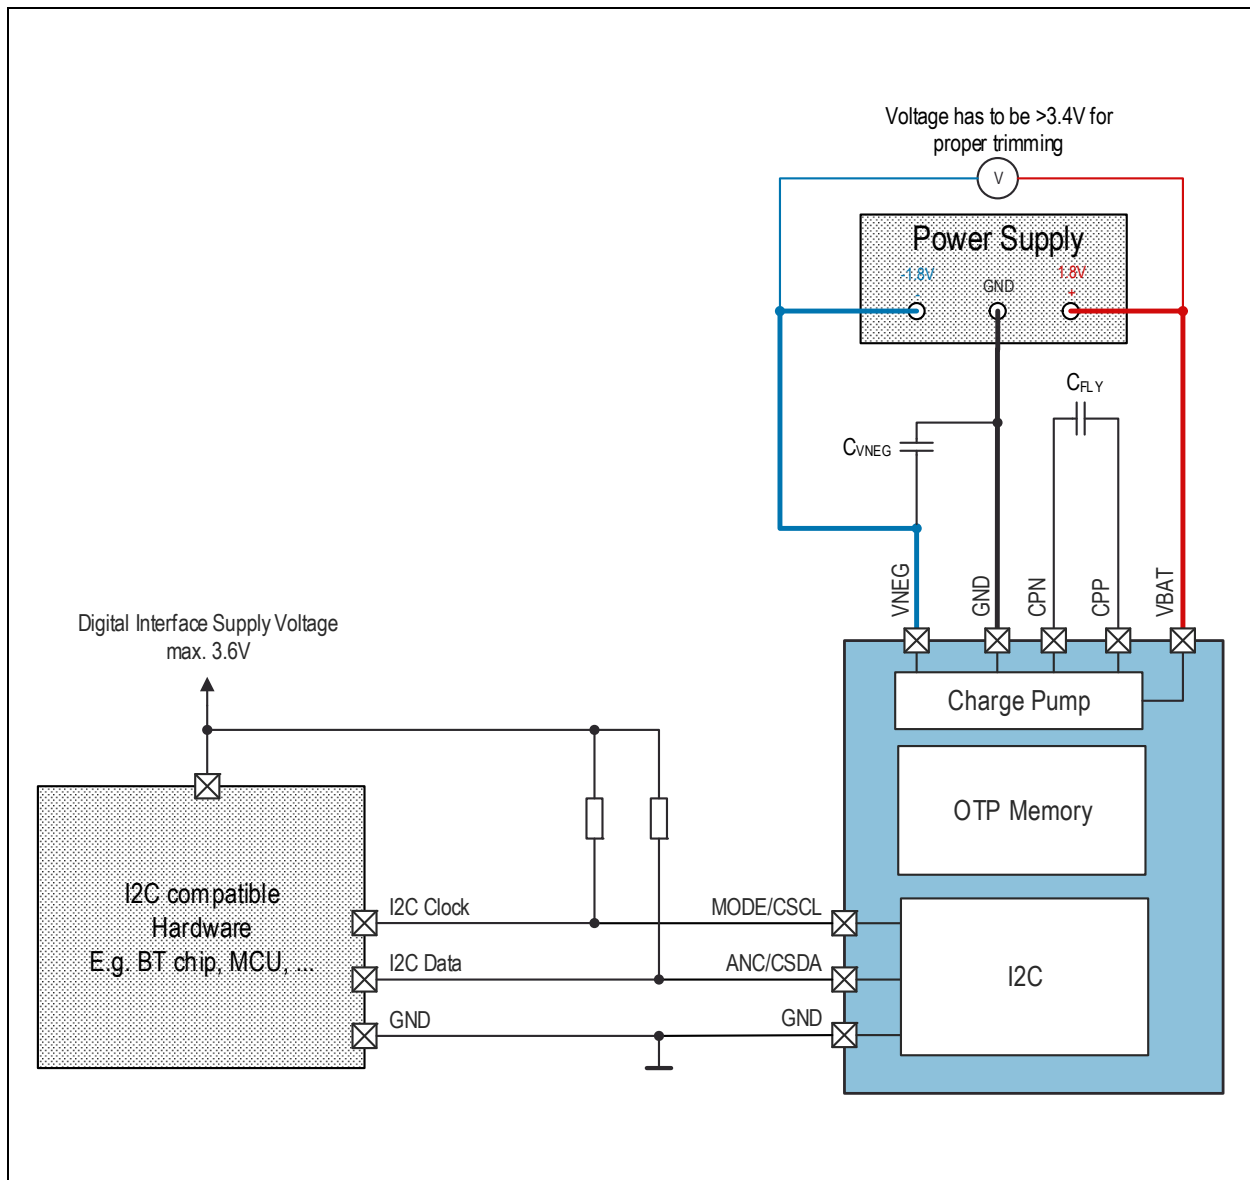 Voltage has to be >3.4V for
proper trimming
V
Power Supply
-1.8V
GND
1.8V
+
CFLY
CVNEG
VNEG
GND
CPN
CPP
VBAT
Digital Interface Supply Voltage
max. 3.6V
Charge Pump
OTP Memory
I2C compatible
Hardware
E.g. BT chip, MCU, ...
I2C Clock
MODE/CSCL
I2C Data
ANC/CSDA
I2C
GND
GND